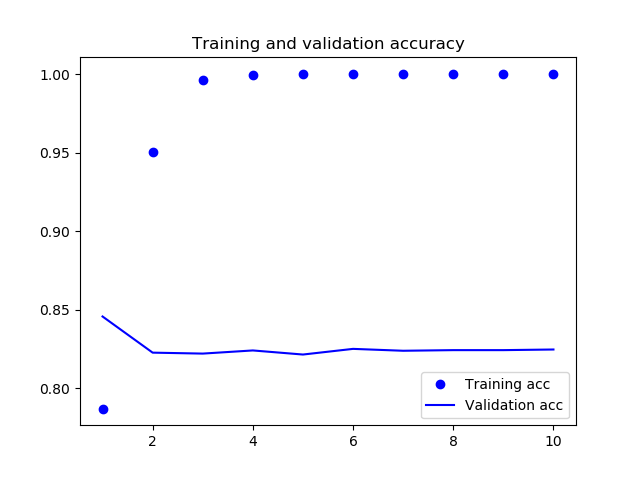 Training and validation accuracy
1.00
0.95
0.90
0.85
0.80
Training acc
Validation acc
2 4 6 8 10